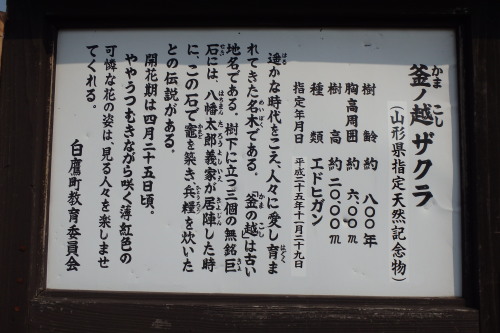 釜ノ越ザクラ
かま こし
(山形県指定天然記念物)
樹齢 約 八〇〇年
胸高周囲 約 六.〇〇m
樹高 約 二〇.〇〇m
種類 エドヒガン
指定年月日 平成二十五年十一月二十九日
遥かな時代をこえ、人々に愛し育ま
れてきた名木である。「釜の越」は古い
地名である。樹下に立つ三個の無銘巨
石には、八幡太郎義家が居陣した時
に、この石で竈を築き兵糧を炊いた
との伝説がある。
開花期は四月二十五日頃。
ややうつむきながら咲く薄紅色の
可憐な花の姿は、見る人々を楽しませ
てくれる。
白鷹町教育委員会